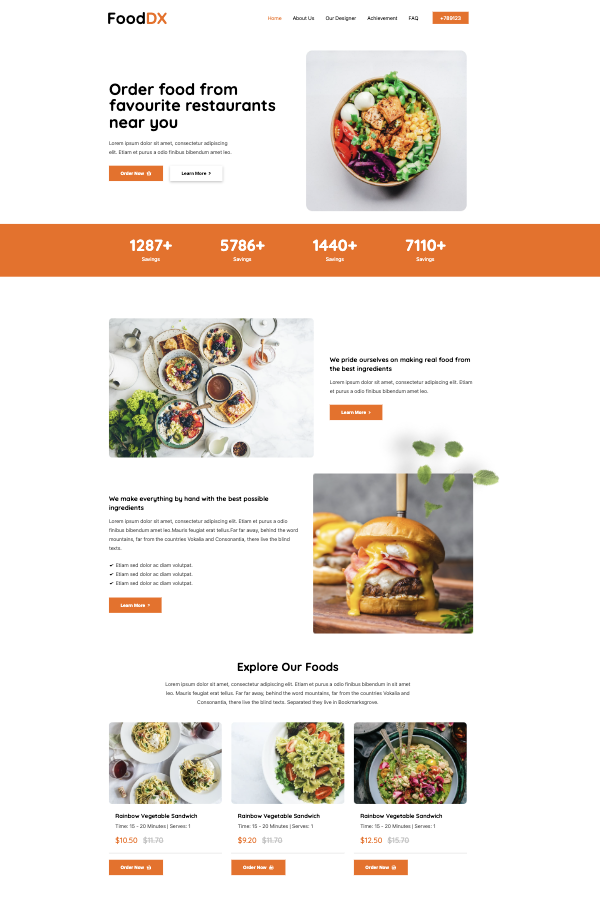 FoodDX
Home About Us Our Designer Achievement FAQ +789123
Order food from
favourite restaurants
near you
Lorem ipsum dolor sit amet, consectetur adipiscing
elit. Etiam et purus a odio finibus bibendum amet leo.
Order Now Learn More >
1287+ 5786+ 1440+ 7110+
Savings Savings Savings Savings
We pride ourselves on making real food from
the best ingredients
Lorem ipsum dolor sit amet, consectetur adipiscing elit. Etiam
et purus a odio finibus bibendum amet leo.
Learn More >
We make everything by hand with the best possible
ingredients
Lorem ipsum dolor sit amet, consectetur adipiscing elit. Etiam et purus a odio
finibus bibendum amet leo.Mauris feugiat erat tellus.Far far away, behind the word
mountains, far from the countries Vokalia and Consonantia, there live the blind
texts.
✓ Etiam sed dolor ac diam volutpat.
✓ Etiam sed dolor ac diam volutpat.
✓ Etiam sed dolor ac diam volutpat.
Learn More >
Explore Our Foods
Lorem ipsum dolor sit amet, consectetur adipiscing elit. Etiam et purus a odio finibus bibendum in sit amet
leo. Mauris feugiat erat tellus. Far far away, behind the word mountains, far from the countries Vokalia and
Consonantia, there live the blind texts. Separated they live in Bookmarksgrove.
Rainbow Vegetable Sandwich Rainbow Vegetable Sandwich Rainbow Vegetable Sandwich
Time: 15 - 20 Minutes | Serves: 1 Time: 15 - 20 Minutes | Serves: 1 Time: 15 - 20 Minutes | Serves: 1
$10.50 $11.70 $9.20 $11.70 $12.50 $15.70
Order Now Order Now Order Now